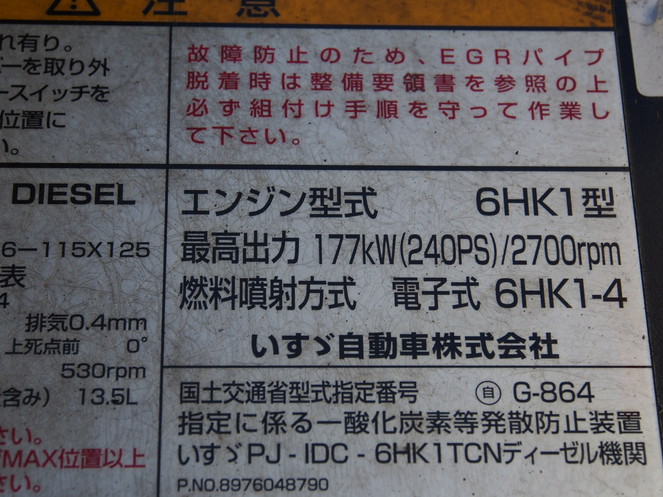 注意
れ有り。
バーを取り外
ースイッチを
位置に
い。
故障防止のため、EGRパイプ
脱着時は整備要領書を参照の上
必ず組付け手順を守って作業し
て下さい。
DIESEL
6-115X125
表
4
排気0.4mm
上死点前 0°
530rpm
含み) 13.5L
さい。
MAX位置以上
さい。
エンジン型式 6HK1型
最高出力 177kW(240PS)/2700rpm
燃料噴射方式 電子式 6HK1-4
いすゞ自動車株式会社
国土交通省型式指定番号 自 G-864
指定に係る一酸化炭素等発散防止装置
いすゞPJ-IDC-6HK1TCNディーゼル機関
P.NO.8976048790